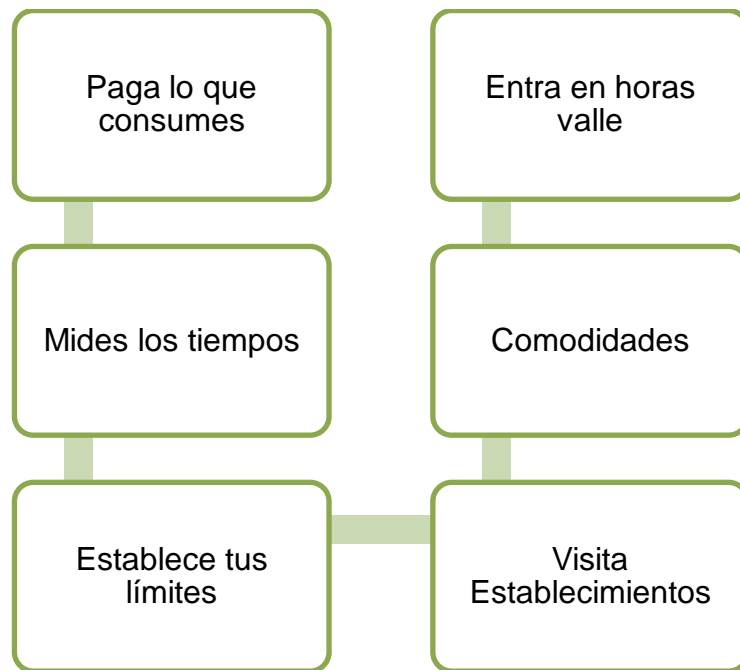 Paga lo que
consumes
Mides los tiempos
Establece tus
límites
Visita
Establecimientos
Comodidades
Entra en horas
valle